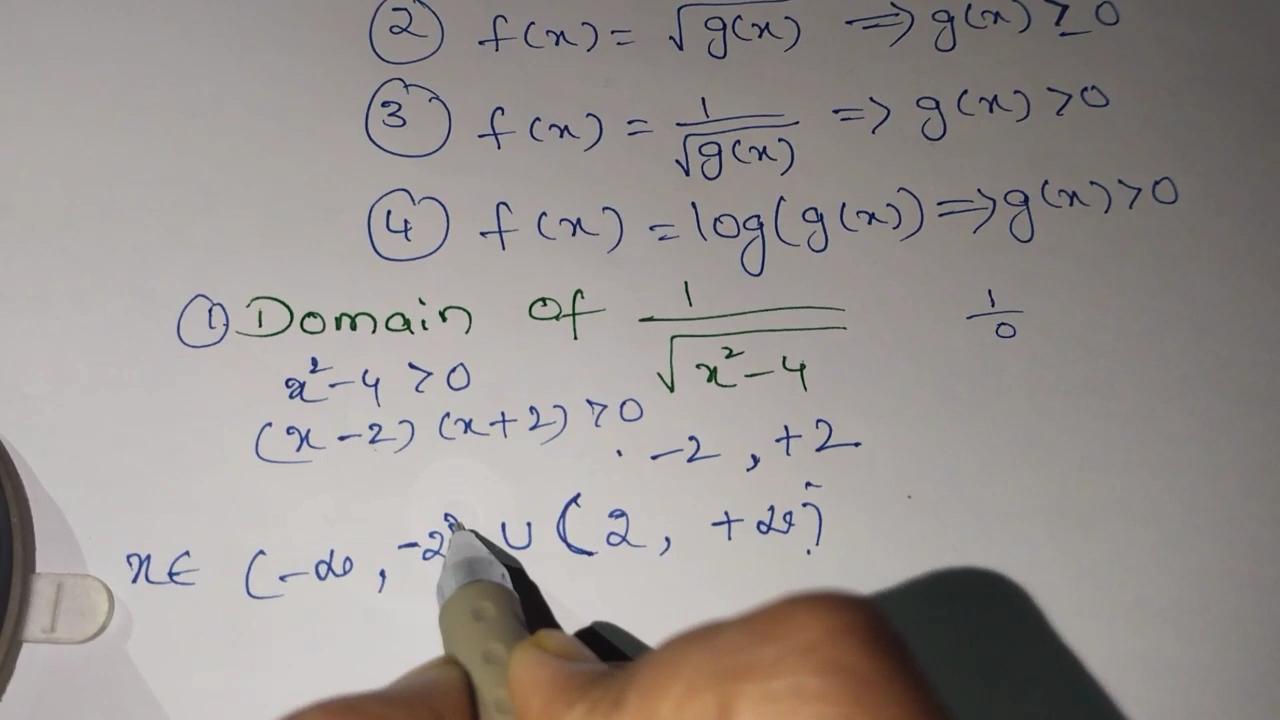 ② f(x) = √g(x) ⇒ g(x) ≥ 0
③ f(x) = 1/√g(x) => g(x) >0
④ f(x) = log(g(x)) ⇒ g(x) >0
① Domain of 1/√(x²-4) 1/0
x²-4 >0
(x-2) (x+2) >0
-2, +2
x∈ (-∞, -2) ∪ (2, +∞)